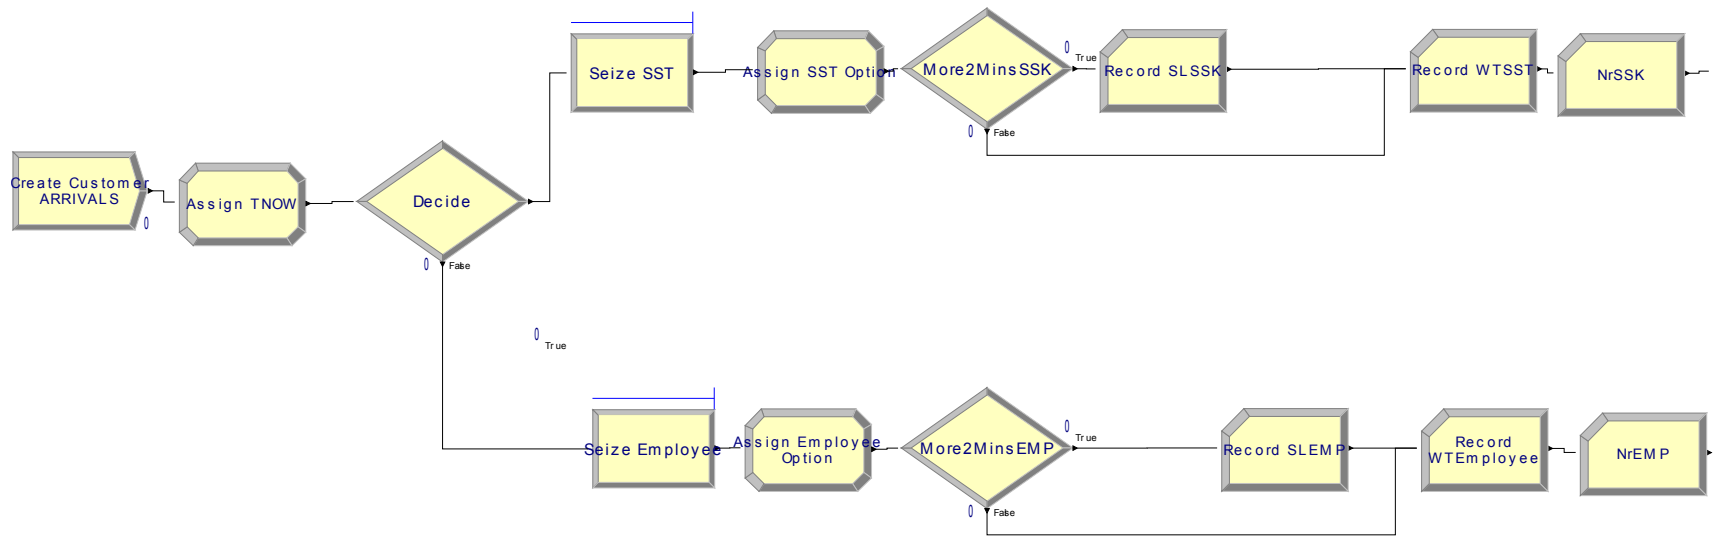 Create Customer
ARRIVALS
0
Assign TNOW
Decide
0
False
0
True
Seize SST
Assign SST Option
More2MinsSSK
0
True
0
False
Record SLSSK
Record WTSST
NrSSK
Seize Employee
Assign Employee
Option
More2MinsEMP
0
True
0
False
Record SLEMP
Record
WTEmployee
NrEMP